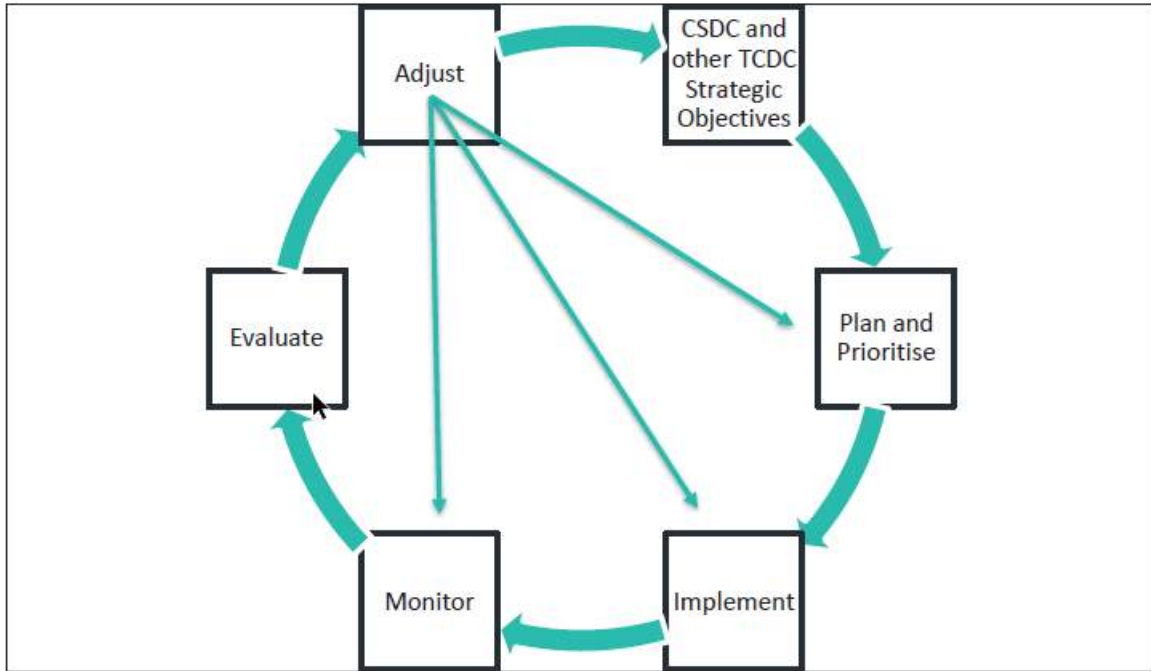 Adjust
CSDC and
other TCDC
Strategic
Objectives
Evaluate
Plan and
Prioritise
Monitor
Implement